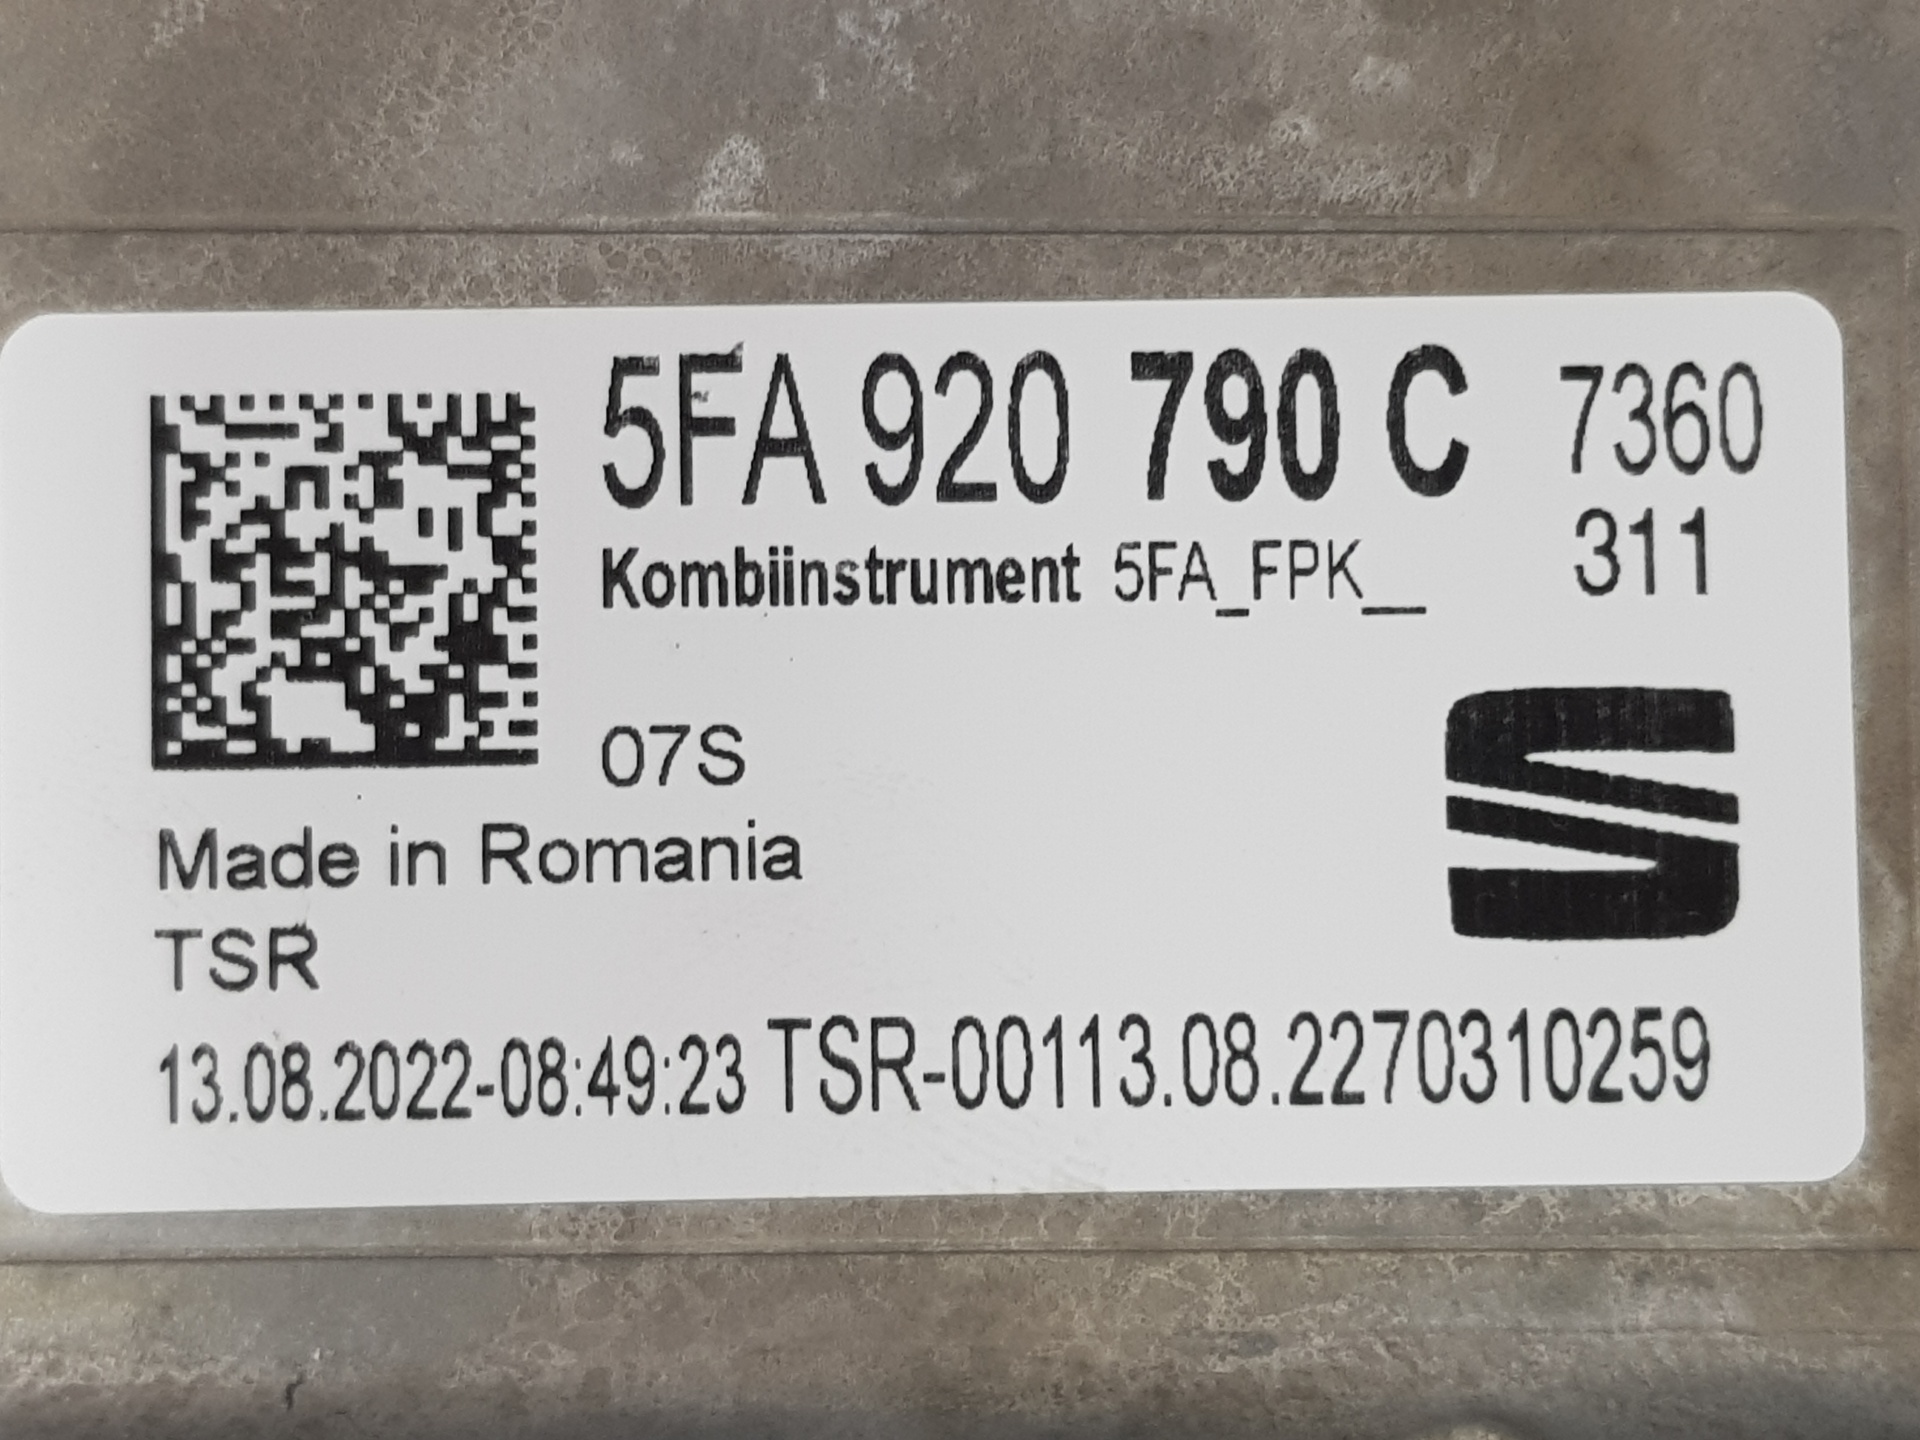 5FA 920 790 C 7360
Kombiinstrument 5FA_FPK__ 311
07S
Made in Romania
TSR
13.08.2022-08:49:23 TSR-00113.08.2270310259